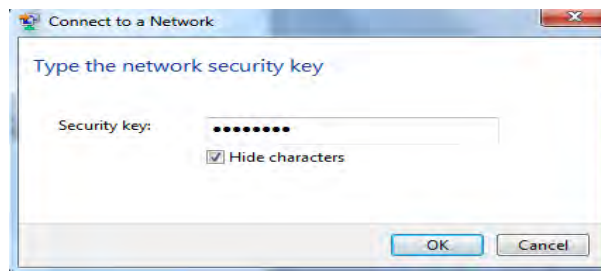 Connect to a Network
Type the network security key
Security key: ●●●●●●●●
Hide characters
OK Cancel